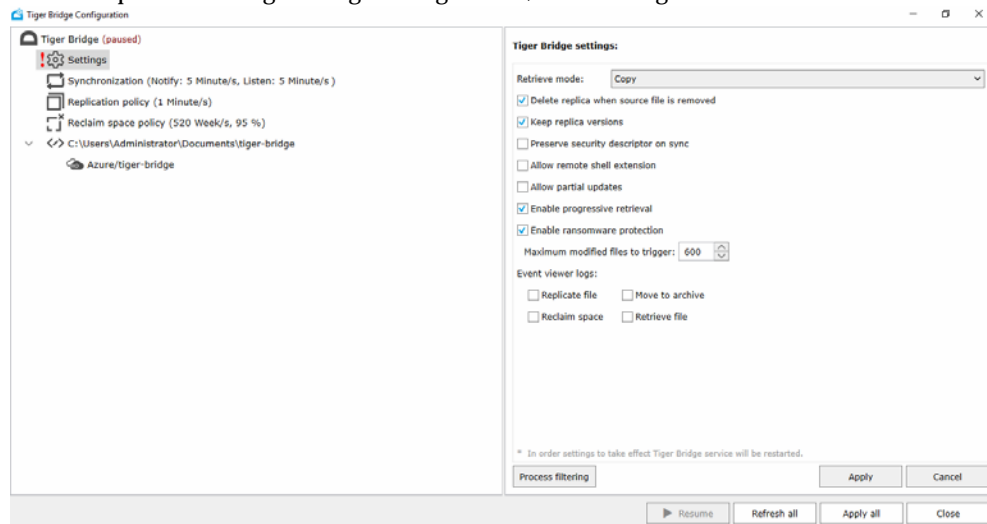 Tiger Bridge Configuration
Tiger Bridge (paused)
Settings
Synchronization (Notify: 5 Minute/s, Listen: 5 Minute/s )
Replication policy (1 Minute/s)
Reclaim space policy (520 Week/s, 95 %)
C:\Users\Administrator\Documents\tiger-bridge
Azure/tiger-bridge
Tiger Bridge settings:
Retrieve mode: Copy
Delete replica when source file is removed
Keep replica versions
Preserve security descriptor on sync
Allow remote shell extension
Allow partial updates
Enable progressive retrieval
Enable ransomware protection
Maximum modified files to trigger: 600
Event viewer logs:
Replicate file Move to archive
Reclaim space Retrieve file
* In order settings to take effect Tiger Bridge service will be restarted.
Process filtering Apply Cancel
Resume Refresh all Apply all Close